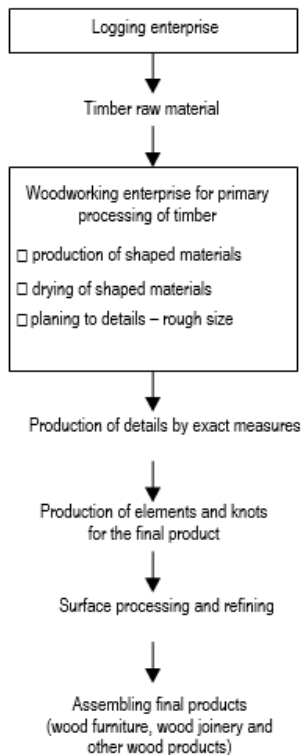 Logging enterprise
Timber raw material
Woodworking enterprise for primary
processing of timber
□ production of shaped materials
□ drying of shaped materials
□ planing to details – rough size
Production of details by exact measures
Production of elements and knots
for the final product
Surface processing and refining
Assembling final products
(wood furniture, wood joinery and
other wood products)